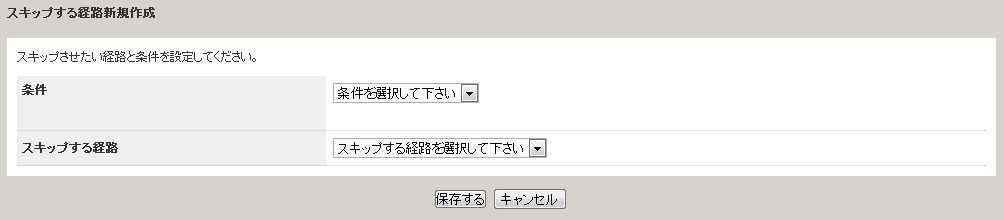 スキップする経路新規作成
スキップさせたい経路と条件を設定してください。
条件
条件を選択して下さい
スキップする経路
スキップする経路を選択して下さい
保存する キャンセル